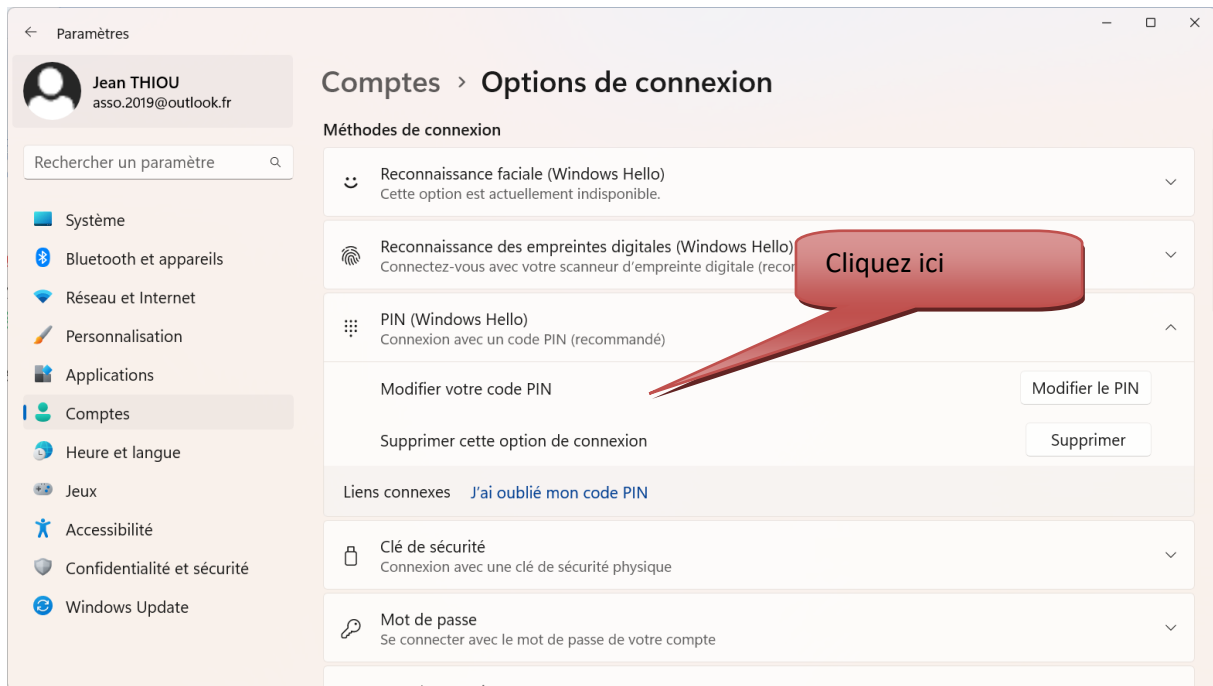 Paramètres
Jean THIOU
asso.2019@outlook.fr
Rechercher un paramètre
Système
Bluetooth et appareils
Réseau et Internet
Personnalisation
Applications
Comptes
Heure et langue
Jeux
Accessibilité
Confidentialité et sécurité
Windows Update
Comptes > Options de connexion
Méthodes de connexion
Reconnaissance faciale (Windows Hello)
Cette option est actuellement indisponible.
Reconnaissance des empreintes digitales (Windows Hello)
Connectez-vous avec votre scanneur d'empreinte digitale
Cliquez ici
PIN (Windows Hello)
Connexion avec un code PIN (recommandé)
Modifier votre code PIN
Modifier le PIN
Supprimer cette option de connexion
Supprimer
Liens connexes J'ai oublié mon code PIN
Clé de sécurité
Connexion avec une clé de sécurité physique
Mot de passe
Se connecter avec le mot de passe de votre compte